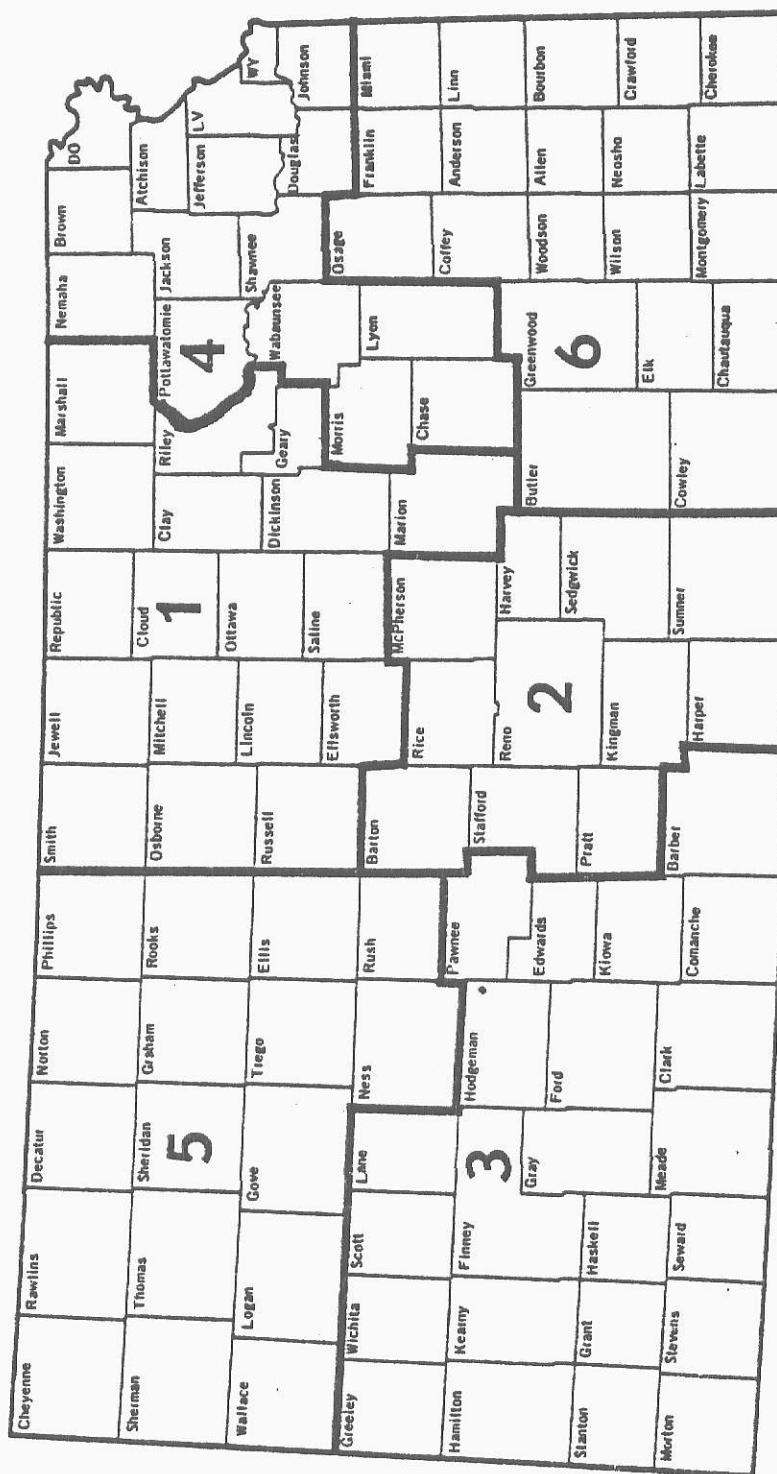 Cheyenne
Rawlins
Decatur
Norton
Phillips
Smith
Jewell
Republic
Washington
Marshall
Nemaha
Brown
DO
Sherman
Thomas
Sheridan
Graham
Rooks
Osborne
Mitchell
Cloud
Clay
Riley
Pottawatomie
Jackson
Atchison
Jefferson
LV
WY
5
1
4
Wallace
Logan
Gove
Trego
Ellis
Russell
Lincoln
Ottawa
Dickinson
Geary
Wabaunsee
Shawnee
Douglas
Johnson
Ellsworth
Saline
Greeley
Wichita
Scott
Lane
Ness
Rush
Barton
Rice
McPherson
Marion
Morris
Chase
Lyon
Osage
Franklin
Miami
Hamilton
Kearny
Finney
Hodgeman
Pawnee
Stafford
Reno
Harvey
Butler
Greenwood
Coffey
Anderson
Linn
3
2
6
Gray
Ford
Edwards
Kiowa
Pratt
Kingman
Sedgwick
Woodson
Allen
Bourbon
Stanton
Grant
Haskell
Elk
Wilson
Neosho
Crawford
Morton
Stevens
Seward
Meade
Clark
Comanche
Barber
Harper
Sumner
Cowley
Chautauqua
Montgomery
Labette
Cherokee